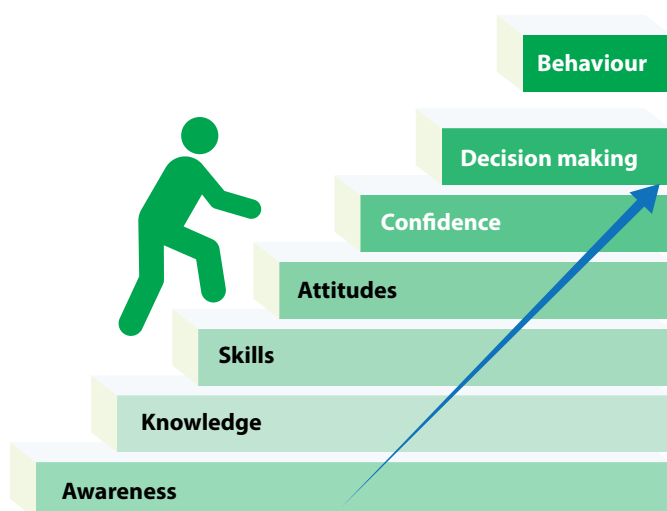 Behaviour
Decision making
Confidence
Attitudes
Skills
Knowledge
Awareness